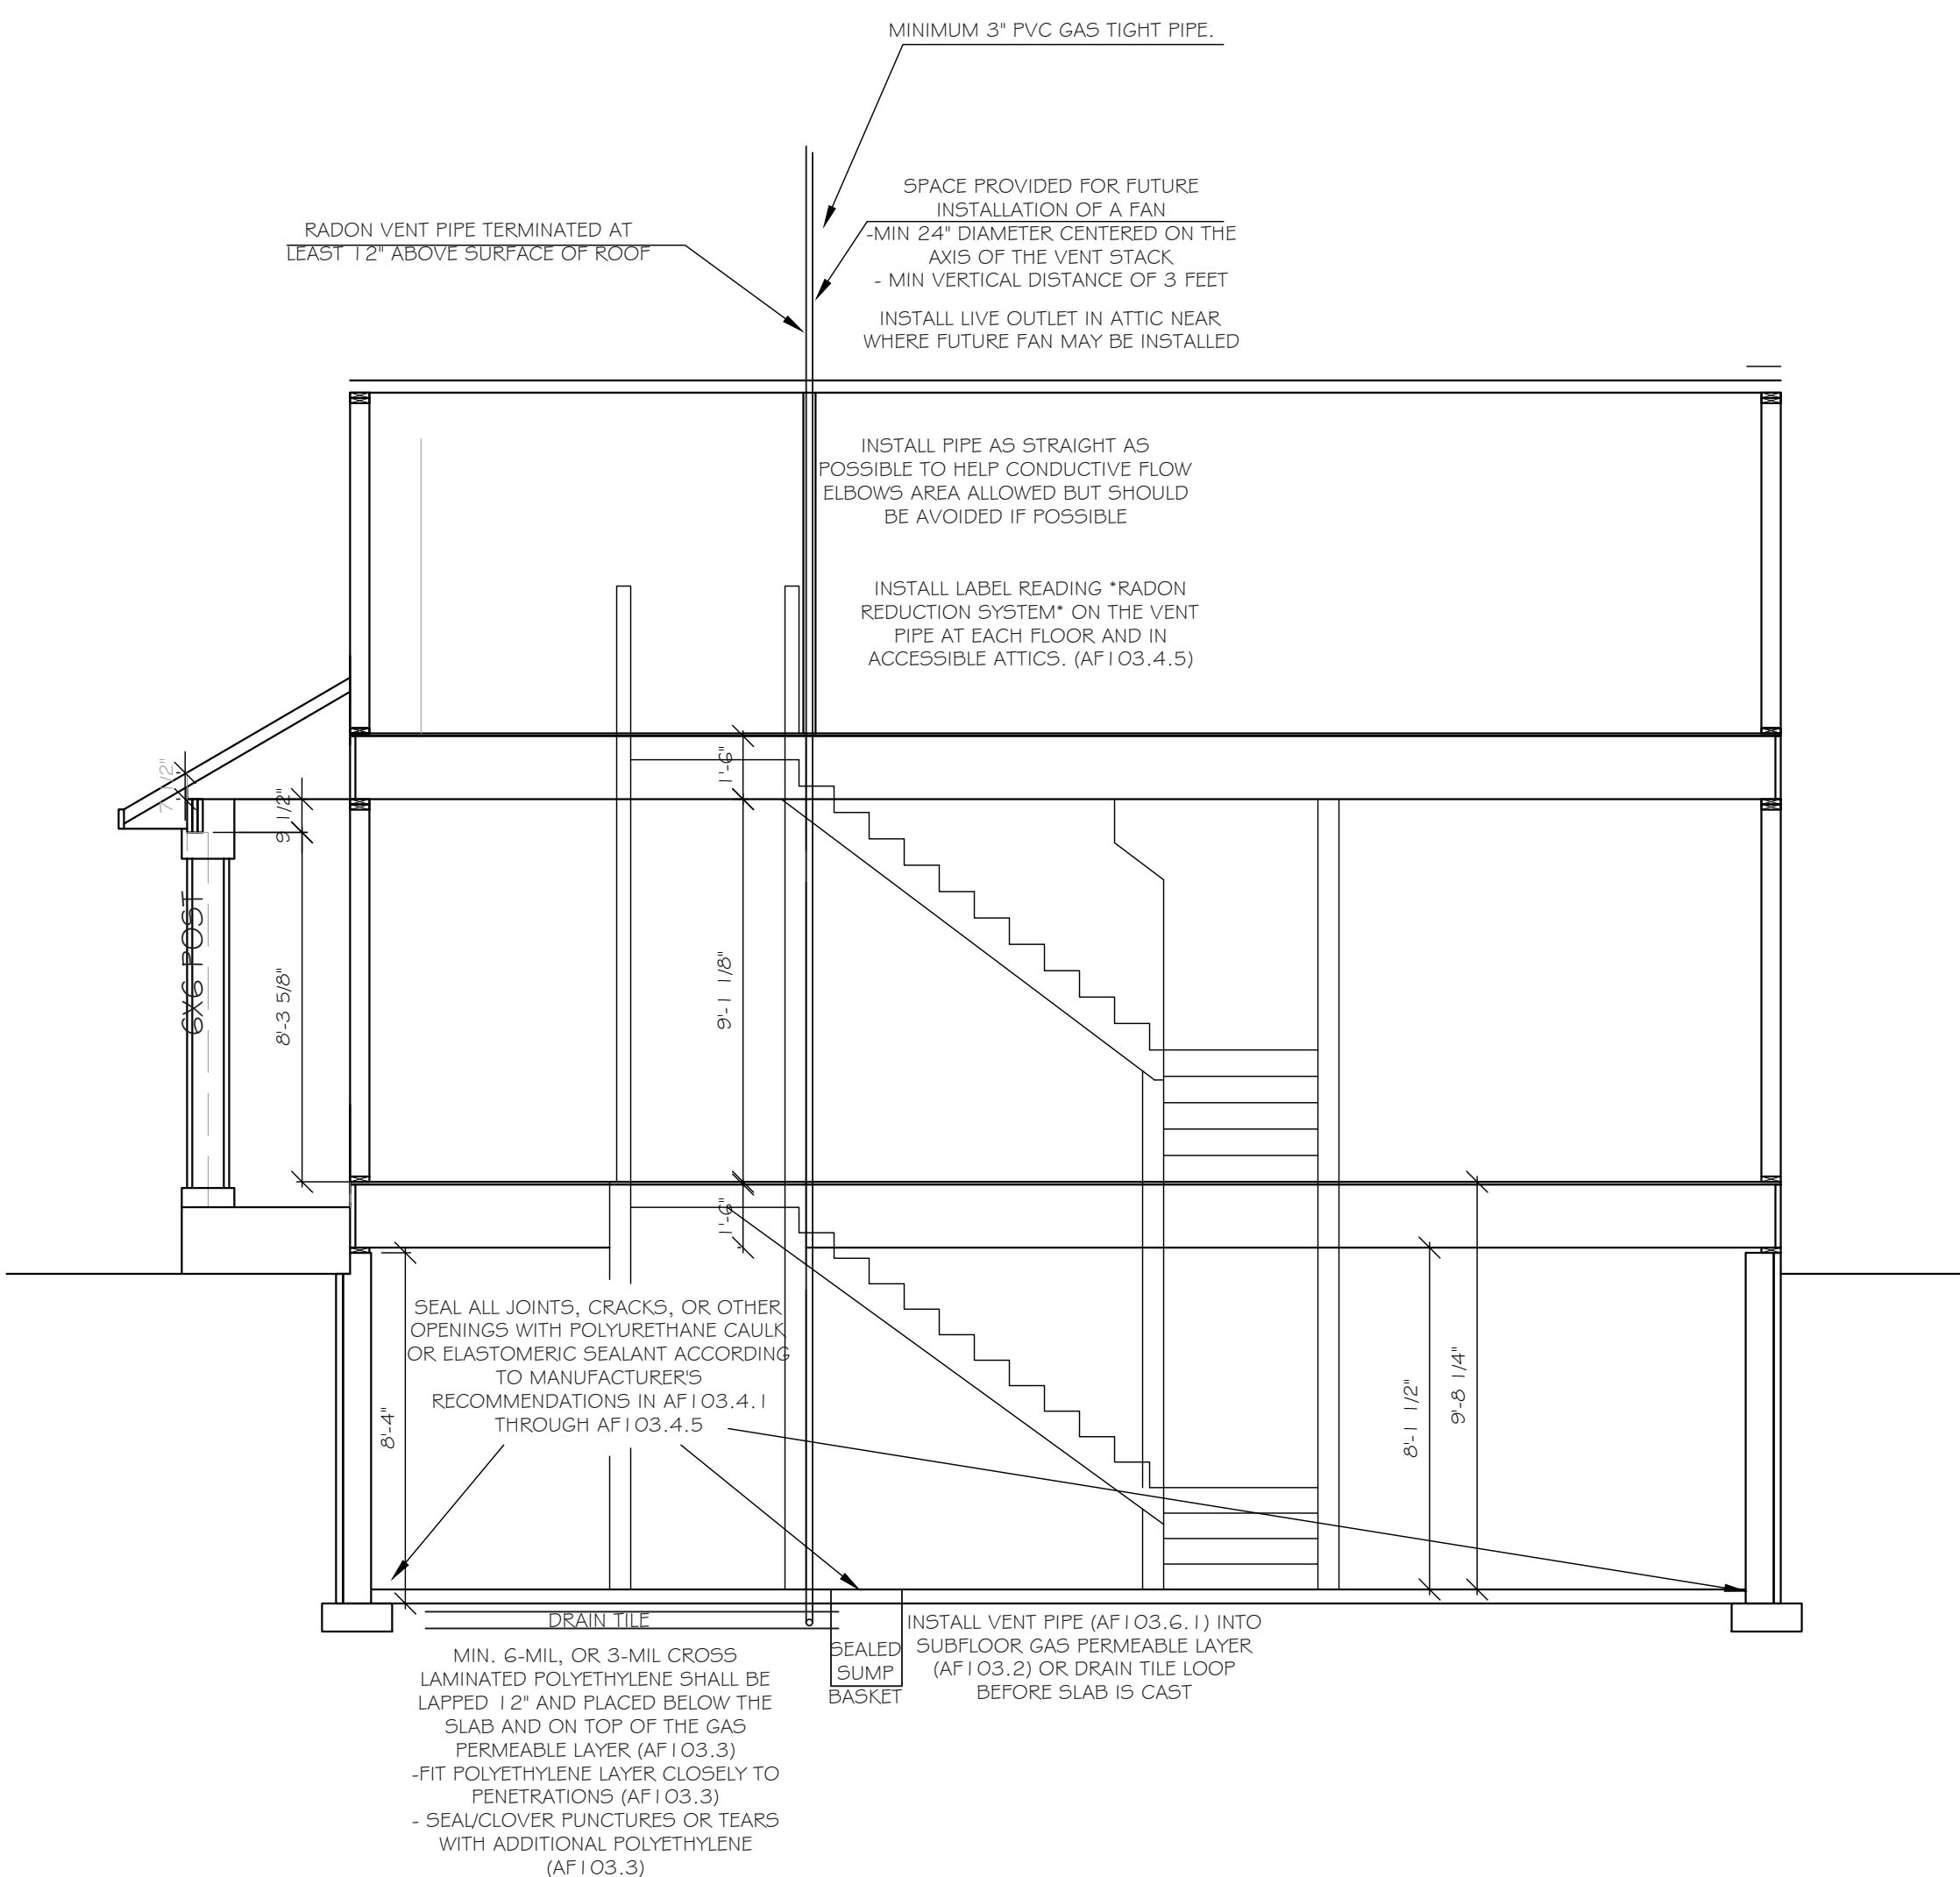 MINIMUM 3" PVC GAS TIGHT PIPE.
SPACE PROVIDED FOR FUTURE
INSTALLATION OF A FAN
-MIN 24" DIAMETER CENTERED ON THE
AXIS OF THE VENT STACK
- MIN VERTICAL DISTANCE OF 3 FEET
RADON VENT PIPE TERMINATED AT
LEAST 12" ABOVE SURFACE OF ROOF
INSTALL LIVE OUTLET IN ATTIC NEAR
WHERE FUTURE FAN MAY BE INSTALLED
INSTALL PIPE AS STRAIGHT AS
POSSIBLE TO HELP CONDUCTIVE FLOW
ELBOWS AREA ALLOWED BUT SHOULD
BE AVOIDED IF POSSIBLE
INSTALL LABEL READING *RADON
REDUCTION SYSTEM* ON THE VENT
PIPE AT EACH FLOOR AND IN
ACCESSIBLE ATTICS. (AF103.4.5)
7 1/2"
9 1/2"
1'-6"
6X6 POST
8'-3 5/8"
9'-1 1/8"
1'-6"
SEAL ALL JOINTS, CRACKS, OR OTHER
OPENINGS WITH POLYURETHANE CAULK
OR ELASTOMERIC SEALANT ACCORDING
TO MANUFACTURER'S
RECOMMENDATIONS IN AF103.4.1
THROUGH AF103.4.5
8'-4"
8'-1 1/2"
9'-8 1/4"
DRAIN TILE
MIN. 6-MIL, OR 3-MIL CROSS
LAMINATED POLYETHYLENE SHALL BE
LAPPED 12" AND PLACED BELOW THE
SLAB AND ON TOP OF THE GAS
PERMEABLE LAYER (AF103.3)
-FIT POLYETHYLENE LAYER CLOSELY TO
PENETRATIONS (AF103.3)
- SEAL/CLOVER PUNCTURES OR TEARS
WITH ADDITIONAL POLYETHYLENE
(AF103.3)
SEALED
SUMP
BASKET
INSTALL VENT PIPE (AF103.6.1) INTO
SUBFLOOR GAS PERMEABLE LAYER
(AF103.2) OR DRAIN TILE LOOP
BEFORE SLAB IS CAST